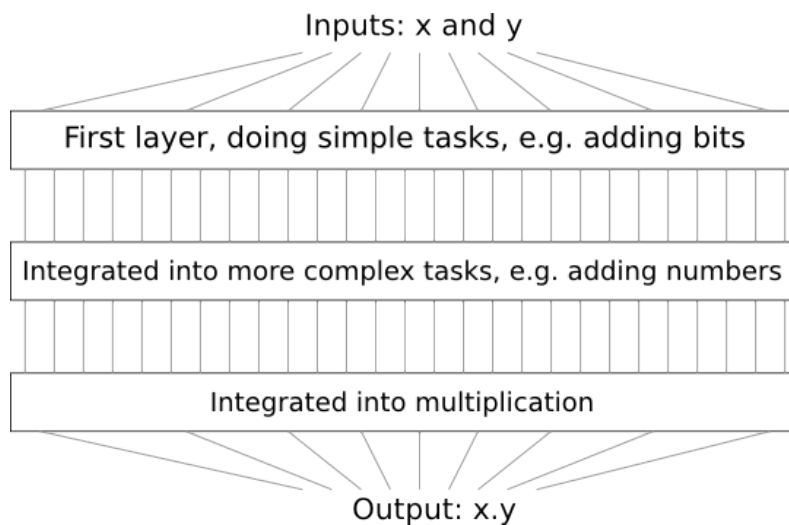 Inputs: x and y
First layer, doing simple tasks, e.g. adding bits
Integrated into more complex tasks, e.g. adding numbers
Integrated into multiplication
Output: x.y